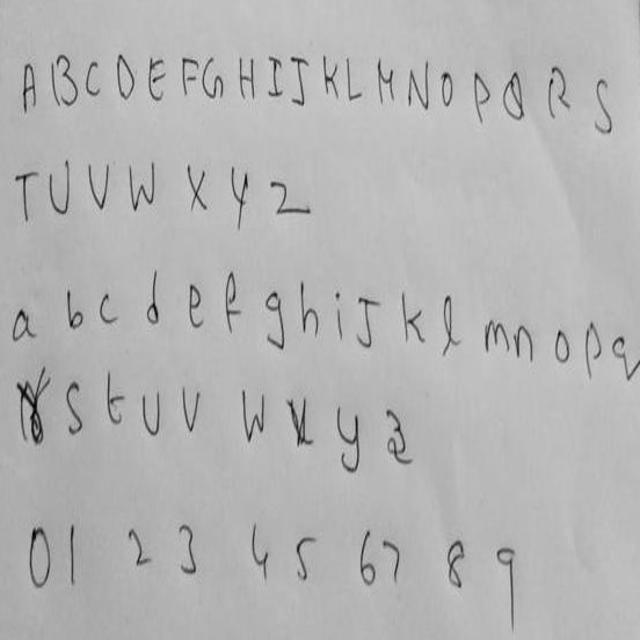 A B C D E F G H I J K L M N O P Q R S
T U V W X Y Z
a b c d e f g h i J k l m n o p q
r s t u v w x y z
0 1 2 3 4 5 6 7 8 9